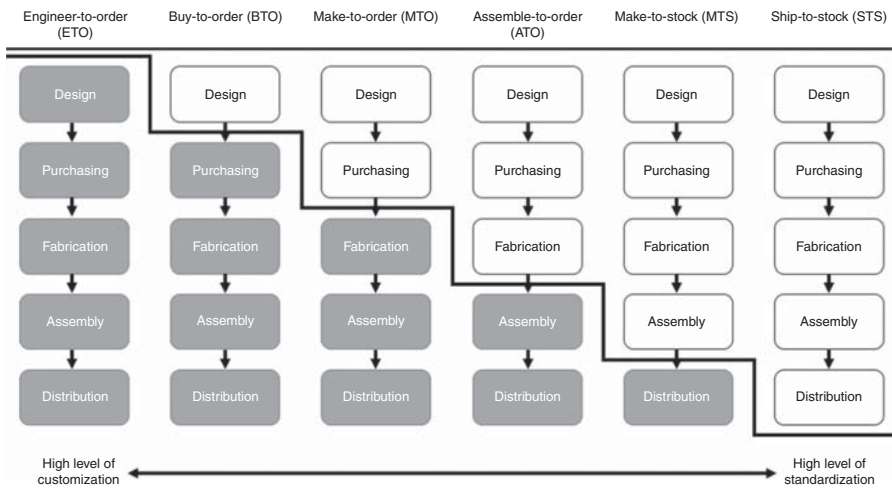 Engineer-to-order
(ETO)
Buy-to-order (BTO)
Make-to-order (MTO)
Assemble-to-order
(ATO)
Make-to-stock (MTS)
Ship-to-stock (STS)
Design
Design
Design
Design
Design
Design
Purchasing
Purchasing
Purchasing
Purchasing
Purchasing
Purchasing
Fabrication
Fabrication
Fabrication
Fabrication
Fabrication
Fabrication
Assembly
Assembly
Assembly
Assembly
Assembly
Assembly
Distribution
Distribution
Distribution
Distribution
Distribution
Distribution
High level of
customization
High level of
standardization